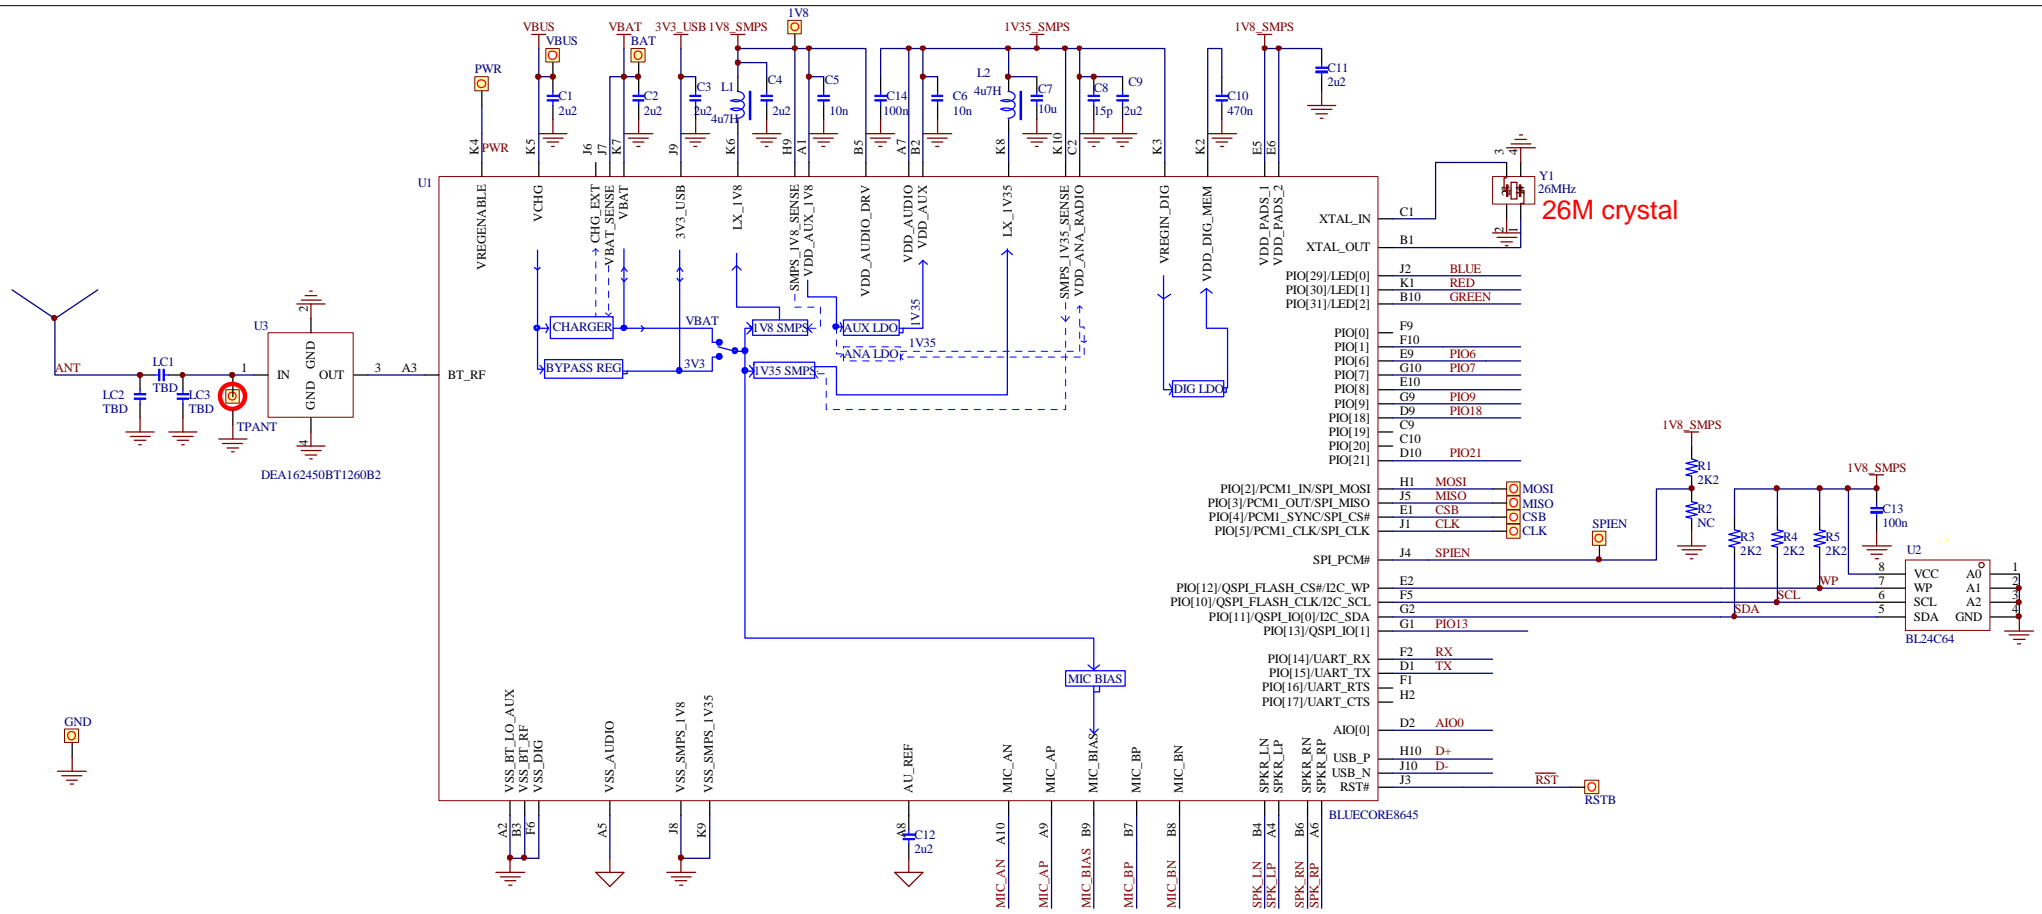 VBUS VBAT 3V3_USB 1V8_SMPS 1V8 1V35_SMPS 1V8_SMPS
VBUS BAT
PWR
C1 2u2
C2 2u2
C3 2u2
L1 4u7H
C4 2u2
C5 10n
C14 100n
C6 10n
L2 4u7H
C7 10u
C8 15p
C9 2u2
C10 470n
C11 2u2
K4 PWR K5 J6 J7 K7 J9 K6 H9 A1 B5 A7 B2 K8 K10 C2 K3 K2 E5 E6
U1
VREGENABLE
VCHG
CHG_EXT
VBAT_SENSE
VBAT
3V3_USB
LX_1V8
SMPS_1V8_SENSE
VDD_AUX_1V8
VDD_AUDIO_DRV
VDD_AUDIO
VDD_AUX
LX_1V35
SMPS_1V35_SENSE
VDD_ANA_RADIO
VREGIN_DIG
VDD_DIG_MEM
VDD_PADS_1
VDD_PADS_2
3 4
Y1
26MHz
26M crystal
2 1
XTAL_IN C1
XTAL_OUT B1
PIO[29]/LED[0] J2 BLUE
PIO[30]/LED[1] K1 RED
PIO[31]/LED[2] B10 GREEN
PIO[0] F9
PIO[1] F10
PIO[6] E9 PIO6
PIO[7] G10 PIO7
PIO[8] E10
PIO[9] G9 PIO9
PIO[18] D9 PIO18
PIO[19] C9
PIO[20] C10
PIO[21] D10 PIO21
CHARGER
BYPASS REG
VBAT
3V3
1V8 SMPS
1V35 SMPS
AUX LDO
1V35
ANA LDO
1V35
DIG LDO
MIC BIAS
ANT
LC1
TBD
LC2
TBD
LC3
TBD
TPANT
U3
1 IN OUT 3
2 GND
GND 4
DEA162450BT1260B2
A3 BT_RF
PIO[2]/PCM1_IN/SPI_MOSI H1 MOSI MOSI
PIO[3]/PCM1_OUT/SPI_MISO J5 MISO MISO
PIO[4]/PCM1_SYNC/SPI_CS# E1 CSB CSB
PIO[5]/PCM1_CLK/SPI_CLK J1 CLK CLK
SPI_PCM# J4 SPIEN
SPIEN
1V8_SMPS
R1
2K2
R2
NC
1V8_SMPS
C13
100n
R3
2K2
R4
2K2
R5
2K2
PIO[12]/QSPI_FLASH_CS#/I2C_WP E2 WP
PIO[10]/QSPI_FLASH_CLK/I2C_SCL F5 SCL
PIO[11]/QSPI_IO[0]/I2C_SDA G2 SDA
PIO[13]/QSPI_IO[1] G1 PIO13
U2
8 VCC A0 1
7 WP A1 2
6 SCL A2 3
5 SDA GND 4
BL24C64
PIO[14]/UART_RX F2 RX
PIO[15]/UART_TX D1 TX
PIO[16]/UART_RTS F1
PIO[17]/UART_CTS H2
AIO[0] D2 AIO0
USB_P H10 D+
USB_N J10 D-
RST# J3 RST
RSTB
BLUECORE8645
GND
VSS_BT_LO_AUX
VSS_BT_RF
VSS_DIG
VSS_AUDIO
VSS_SMPS_1V8
VSS_SMPS_1V35
AU_REF
MIC_AN
MIC_AP
MIC_BIAS
MIC_BP
MIC_BN
SPKR_LN
SPKR_LP
SPKR_RN
SPKR_RP
A2 B3 F6 A5 J8 K9 A8 A10 A9 B9 B7 B8 B4 A4 B6 A6
C12
2u2
MIC_AN
MIC_AP
MIC_BIAS
MIC_BP
MIC_BN
SPK_LN
SPK_LP
SPK_RN
SPK_RP